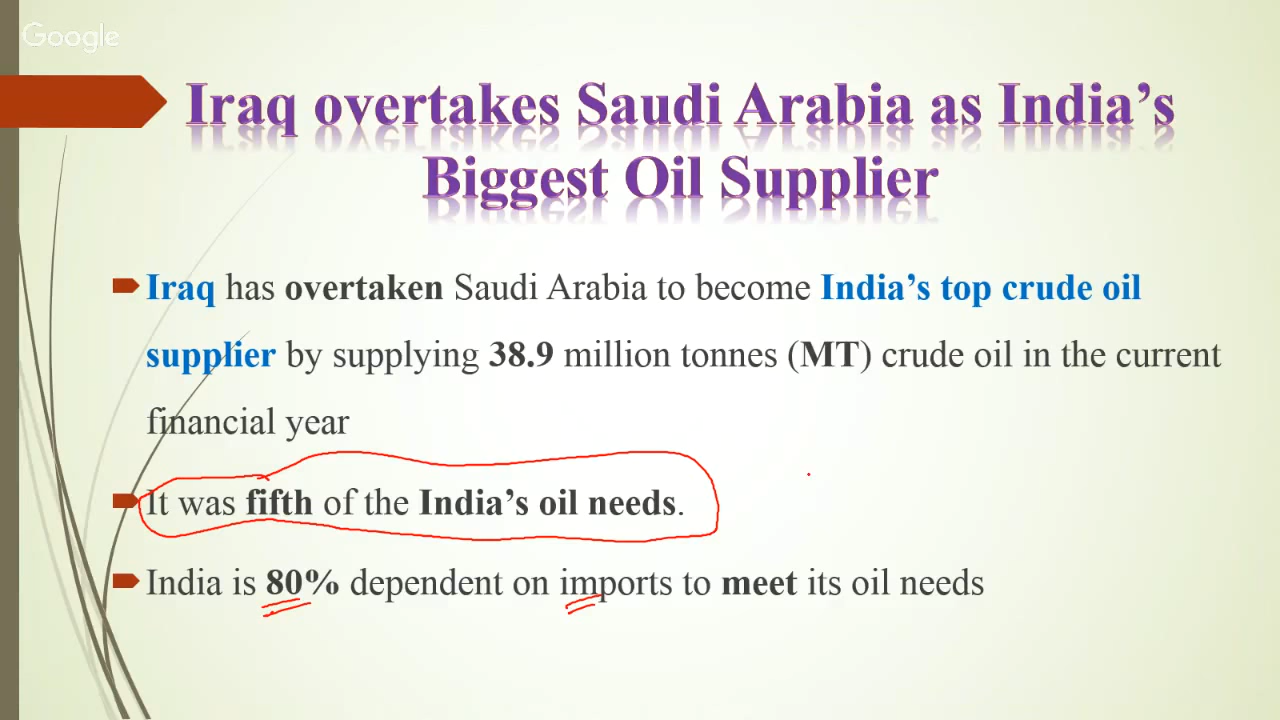 Google
Iraq overtakes Saudi Arabia as India's
Biggest Oil Supplier
Iraq has overtaken Saudi Arabia to become India's top crude oil
supplier by supplying 38.9 million tonnes (MT) crude oil in the current
financial year
It was fifth of the India's oil needs.
India is 80% dependent on imports to meet its oil needs